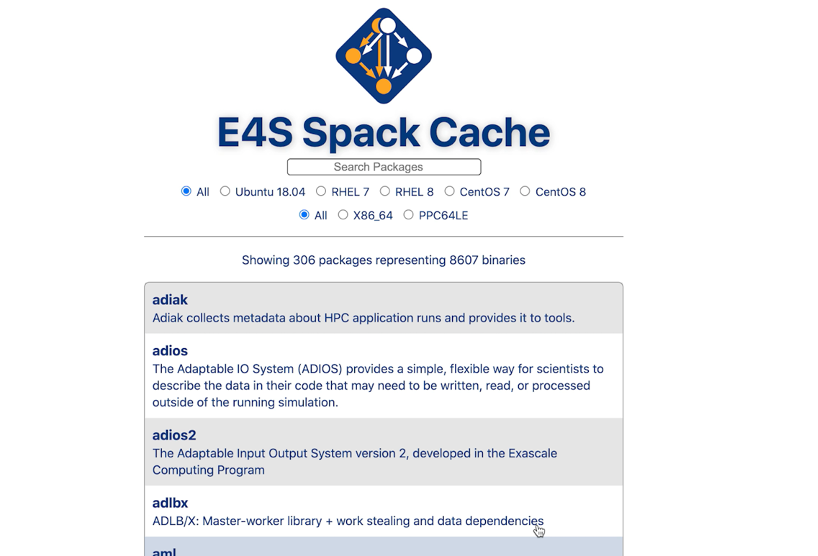 E4S Spack Cache
Search Packages
All Ubuntu 18.04 RHEL 7 RHEL 8 CentOS 7 CentOS 8
All X86_64 PPC64LE
Showing 306 packages representing 8607 binaries
adiak
Adiak collects metadata about HPC application runs and provides it to tools.
adios
The Adaptable IO System (ADIOS) provides a simple, flexible way for scientists to
describe the data in their code that may need to be written, read, or processed
outside of the running simulation.
adios2
The Adaptable Input Output System version 2, developed in the Exascale
Computing Program
adlbx
ADLB/X: Master-worker library + work stealing and data dependencies
aml